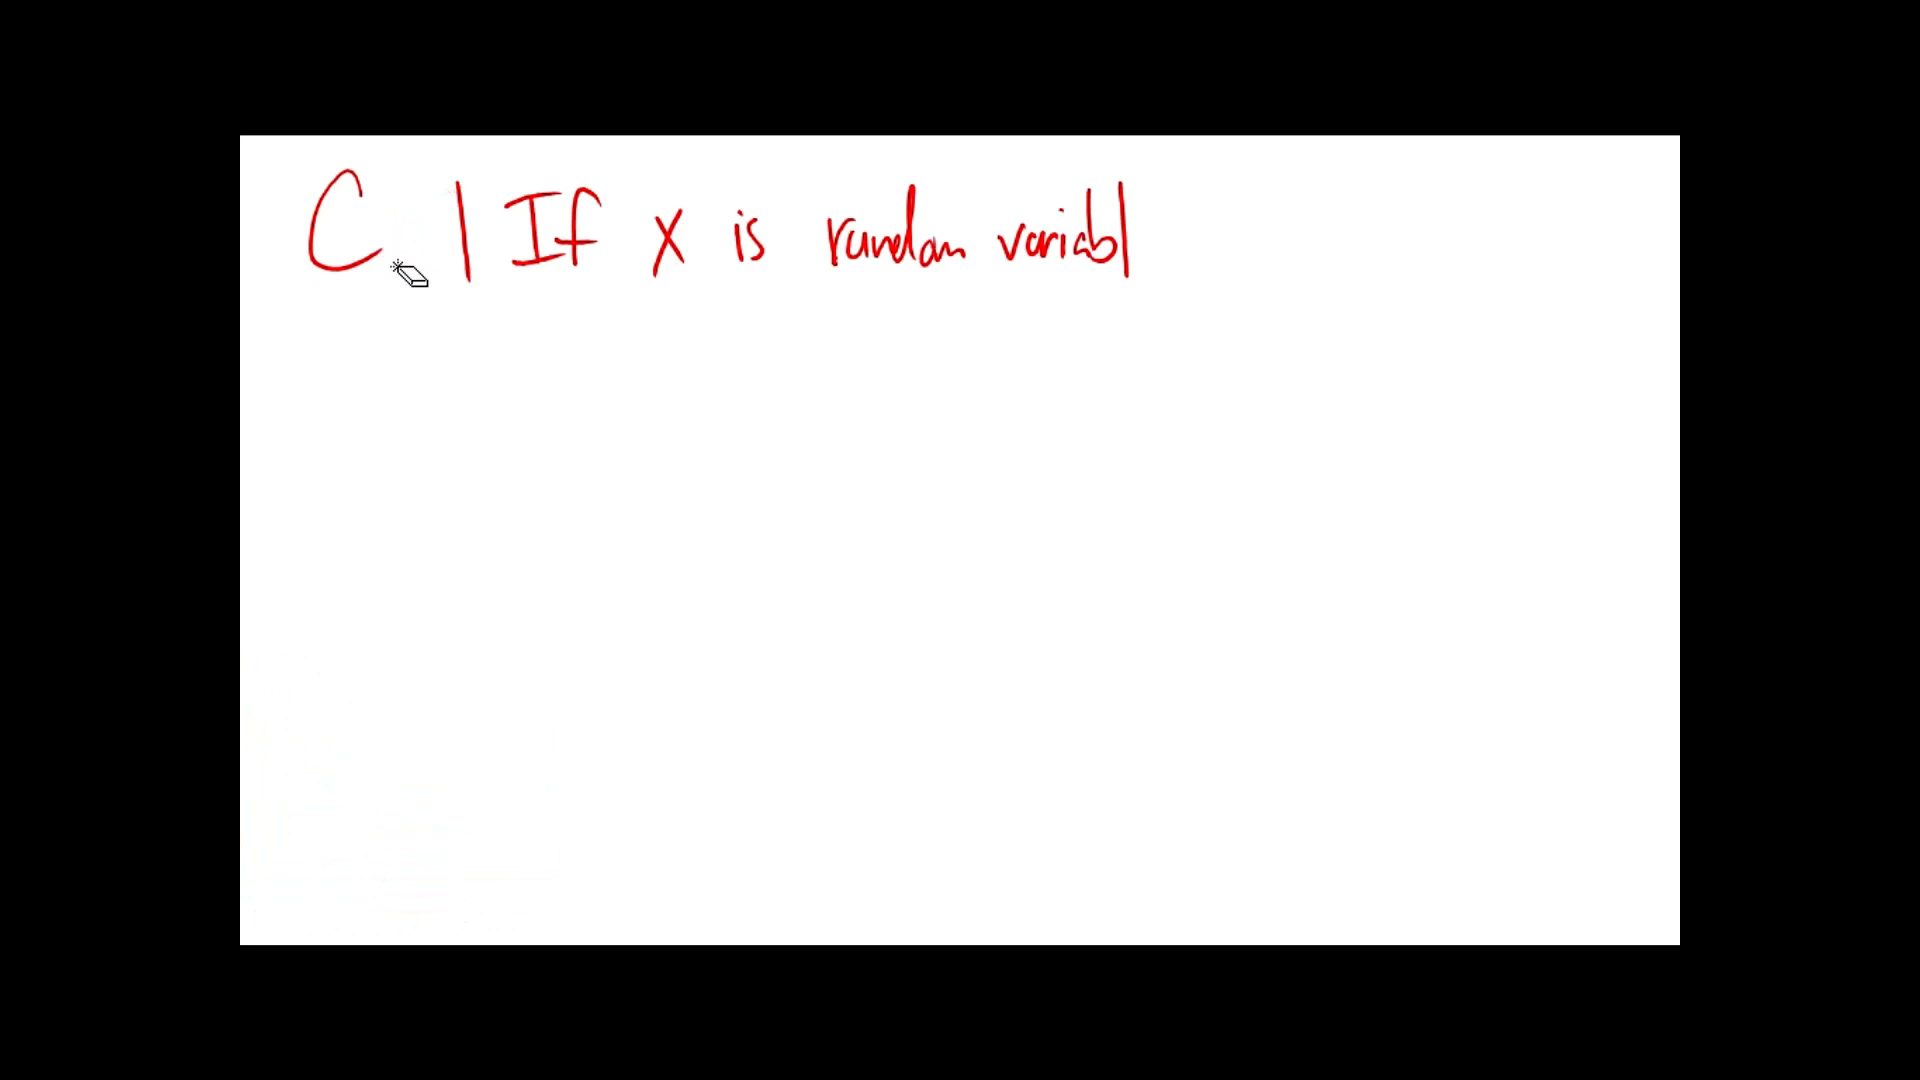 C. | If x is random variabl